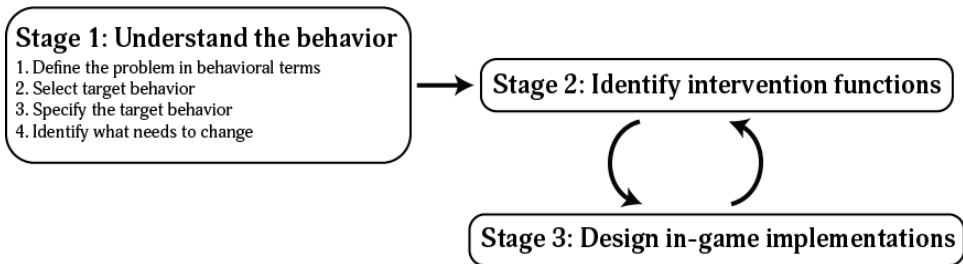 Stage 1: Understand the behavior
1. Define the problem in behavioral terms
2. Select target behavior
3. Specify the target behavior
4. Identify what needs to change
Stage 2: Identify intervention functions
Stage 3: Design in-game implementations